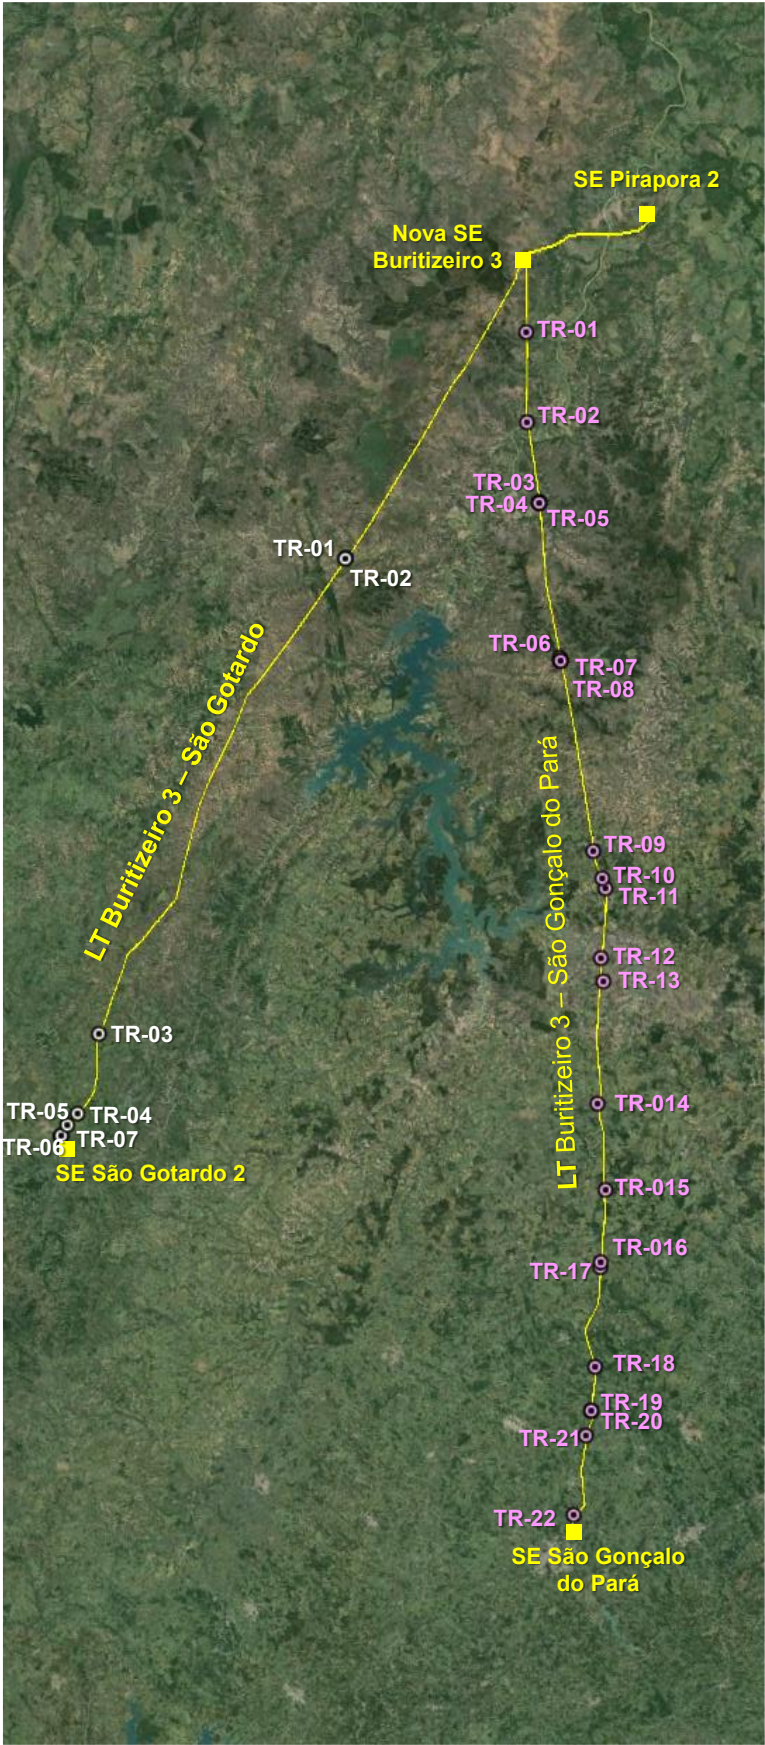 SE Pirapora 2
Nova SE
Buritizeiro 3
TR-01
TR-02
TR-03
TR-04
TR-05
TR-01
TR-02
TR-06
TR-07
TR-08
LT Buritizeiro 3 – São Gotardo
LT Buritizeiro 3 – São Gonçalo do Pará
TR-09
TR-10
TR-11
TR-12
TR-13
TR-03
TR-05
TR-04
TR-06
TR-07
SE São Gotardo 2
TR-014
TR-015
TR-016
TR-17
TR-18
TR-19
TR-20
TR-21
TR-22
SE São Gonçalo
do Pará